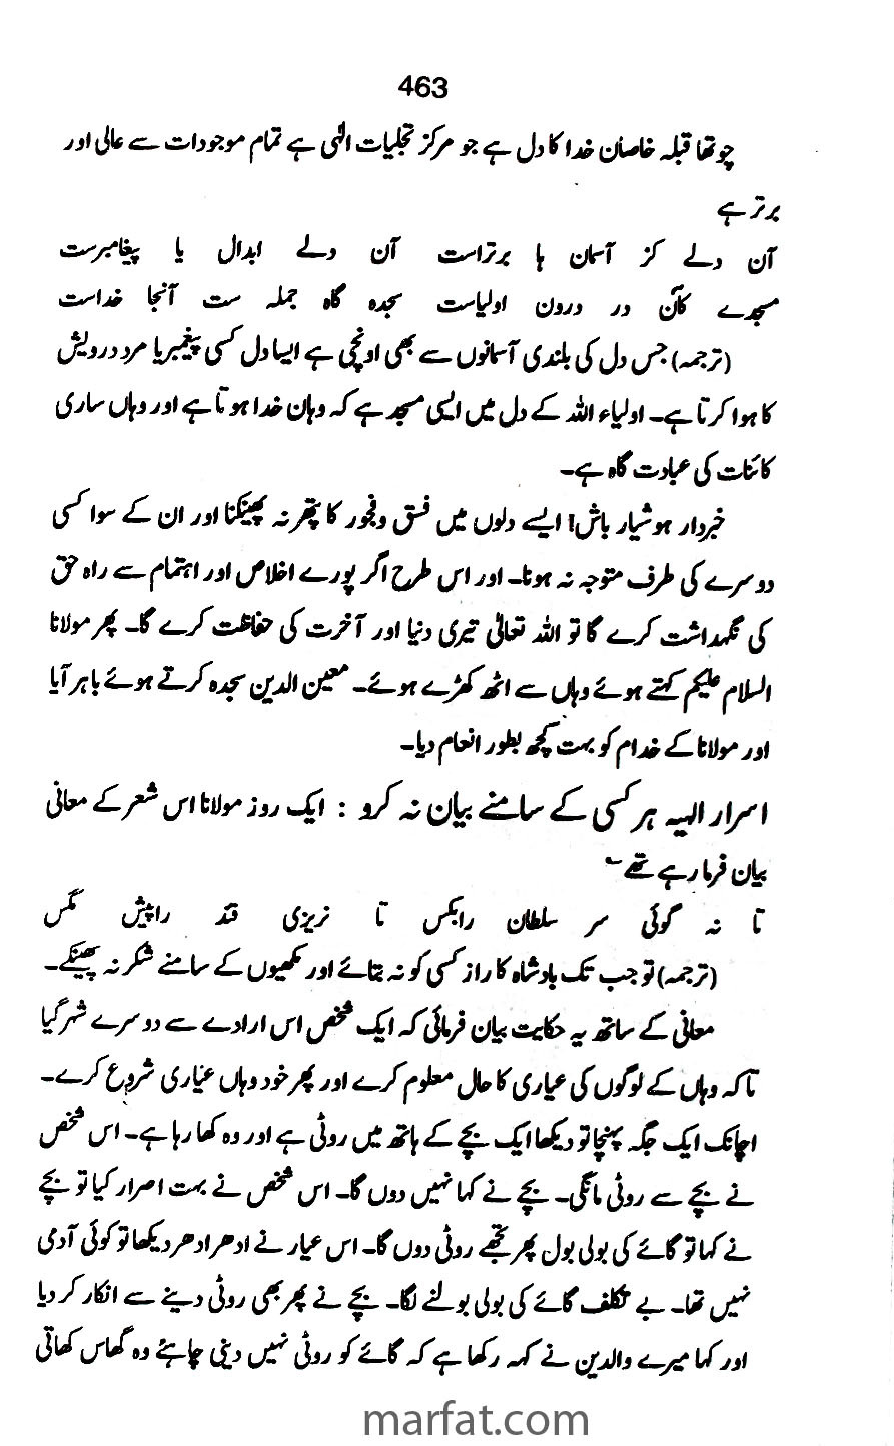 463
چوتھا قبلہ خاصان خدا کا دل ہے جو مرکز تجلیات الٰہی ہے تمام موجودات سے عالی اور
برتر ہے
آن دلے کز آسمان ہا برتراست آن دلے ابدال یا پیغامبرست
مسجدے کآن در درون اولیاست سجدہ گاہ جملہ ست آنجا خداست
(ترجمہ) جس دل کی بلندی آسمانوں سے بھی اونچی ہے ایسا دل کسی پیغمبر یا مرد درویش
کا ہوا کرتا ہے۔ اولیاء اللہ کے دل میں ایسی مسجد ہے کہ وہان خدا ہوتا ہے اور وہاں ساری
کائنات کی عبادت گاہ ہے۔
خبردار ہوشیار باش! ایسے دلوں میں فسق و فجور کا پتھر نہ پھینکنا اور ان کے سوا کسی
دوسرے کی طرف متوجہ نہ ہونا۔ اور اس طرح اگر پورے اخلاص اور اہتمام سے راہ حق
کی نگہداشت کرے گا تو اللہ تعالٰی تیری دنیا اور آخرت کی حفاظت کرے گا۔ پھر مولانا
السلام علیکم کہتے ہوئے وہاں سے اٹھ کھڑے ہوئے۔ معین الدین سجدہ کرتے ہوئے باہر آیا
اور مولانا کے خدام کو بہت کچھ بطور انعام دیا۔
اسرار الہیہ ہر کسی کے سامنے بیان نہ کرو : ایک روز مولانا اس شعر کے معانی
بیان فرما رہے تھے ؂
تا نہ گوئی سر سلطان رابکس تا نریزی قند راپیش مگس
(ترجمہ) تو جب تک بادشاہ کا راز کسی کو نہ بتائے اور مکھیوں کے سامنے شکر نہ پھینکے۔
معانی کے ساتھ یہ حکایت بیان فرمائی کہ ایک شخص اس ارادے سے دوسرے شہر گیا
تاکہ وہاں کے لوگوں کی عیاری کا حال معلوم کرے اور پھر خود وہاں عیاری شروع کرے۔
اچانک ایک جگہ پہنچا تو دیکھا ایک بچے کے ہاتھ میں روٹی ہے اور وہ کھا رہا ہے۔ اس شخص
نے بچے سے روٹی مانگی۔ بچے نے کہا نہیں دوں گا۔ اس شخص نے بہت اصرار کیا تو بچے
نے کہا تو گائے کی بولی بول پھر تجھے روٹی دوں گا۔ اس عیار نے ادھر ادھر دیکھا تو کوئی آدمی
نہیں تھا۔ بے تکلف گائے کی بولی بولنے لگا۔ بچے نے پھر بھی روٹی دینے سے انکار کر دیا
اور کہا میرے والدین نے کہہ رکھا ہے کہ گائے کو روٹی نہیں دینی چاہئے وہ گھاس کھاتی
marfat.com